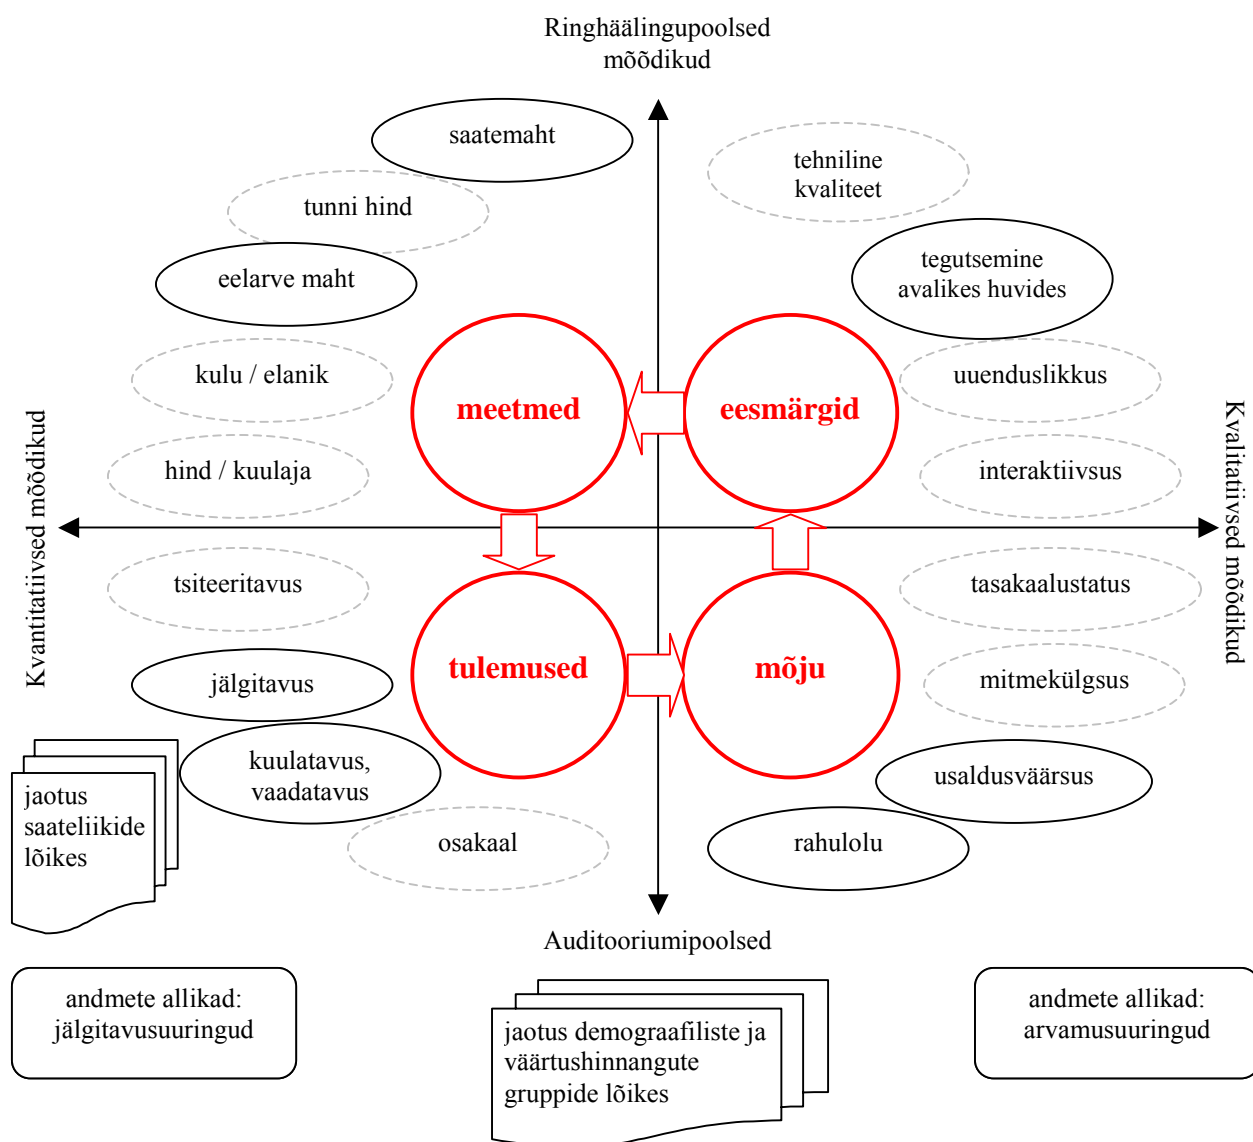 Ringhäälingupoolsed
mõõdikud
saatemaht
tehniline
kvaliteet
tunni hind
eelarve maht
tegutsemine
avalikes huvides
kulu / elanik
meetmed
eesmärgid
uuenduslikkus
hind / kuulaja
interaktiivsus
Kvantitatiivsed mõõdikud
Kvalitatiivsed mõõdikud
tsiteeritavus
tasakaalustatus
jälgitavus
tulemused
mõju
mitmekülgsus
kuulatavus,
vaadatavus
usaldusväärsus
jaotus
saateliikide
lõikes
osakaal
rahulolu
Auditooriumipoolsed
andmete allikad:
jälgitavusuuringud
jaotus demograafiliste ja
väärtushinnangute
gruppide lõikes
andmete allikad:
arvamusuuringud